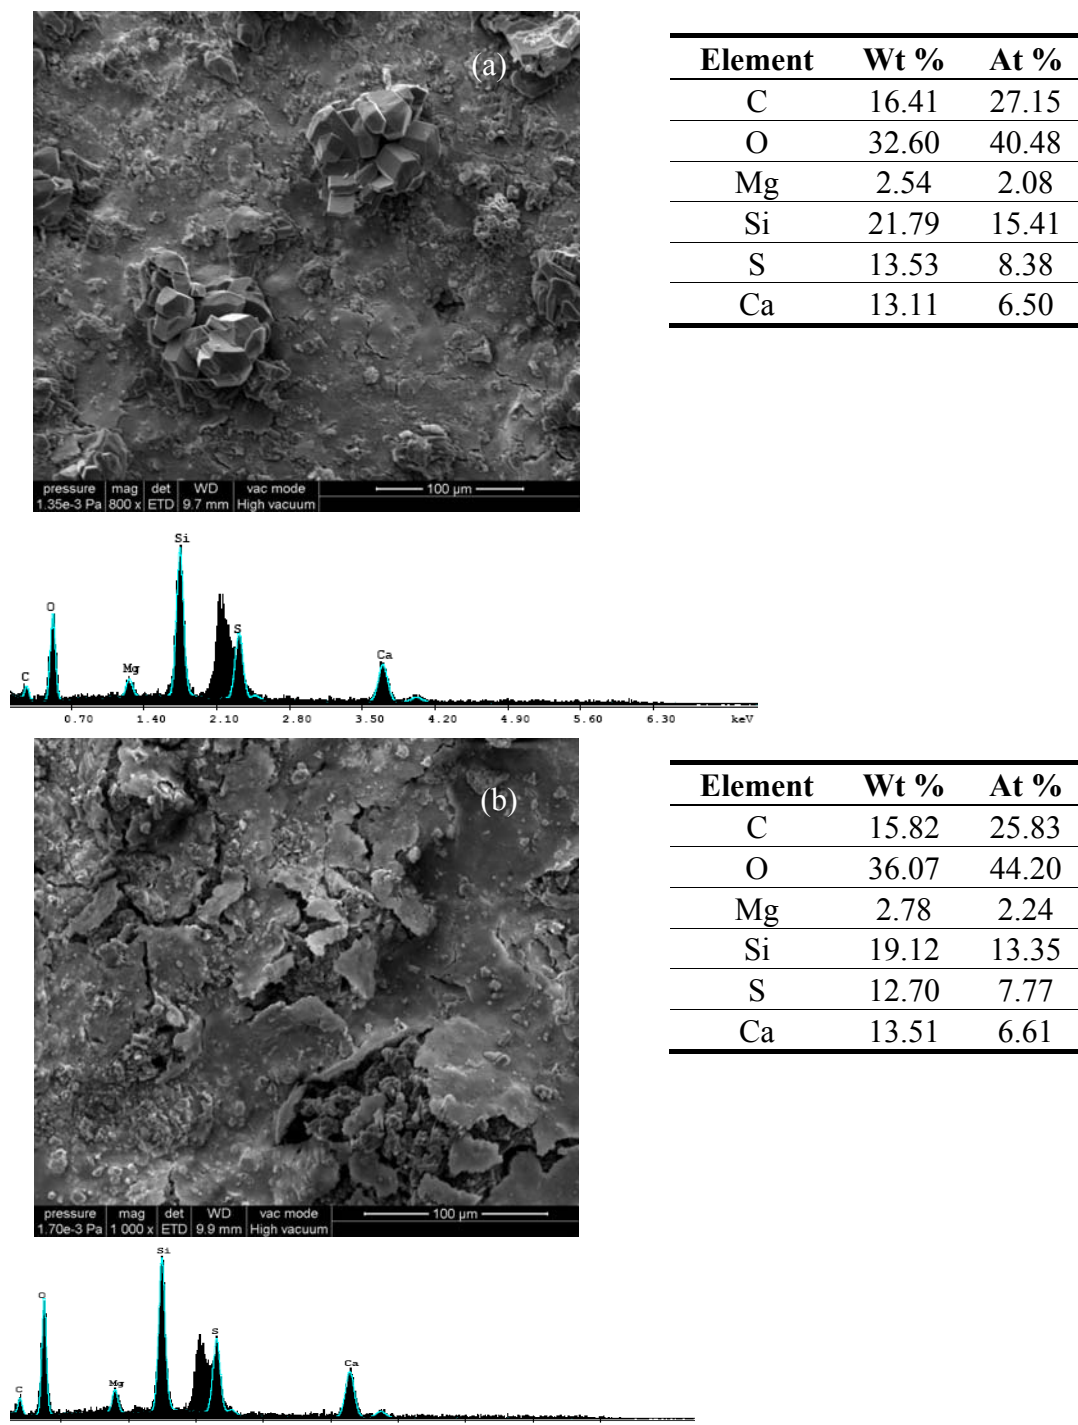 (a)
pressure mag det WD vac mode 100 µm
1.35e-3 Pa 800 x ETD 9.7 mm High vacuum
Element Wt % At %
C 16.41 27.15
O 32.60 40.48
Mg 2.54 2.08
Si 21.79 15.41
S 13.53 8.38
Ca 13.11 6.50
Si
O
S
Ca
Mg
C
0.70 1.40 2.10 2.80 3.50 4.20 4.90 5.60 6.30 keV
(b)
pressure mag det WD vac mode 100 µm
1.70e-3 Pa 1 000 x ETD 9.9 mm High vacuum
Element Wt % At %
C 15.82 25.83
O 36.07 44.20
Mg 2.78 2.24
Si 19.12 13.35
S 12.70 7.77
Ca 13.51 6.61
Si
O
S
Ca
Mg
C